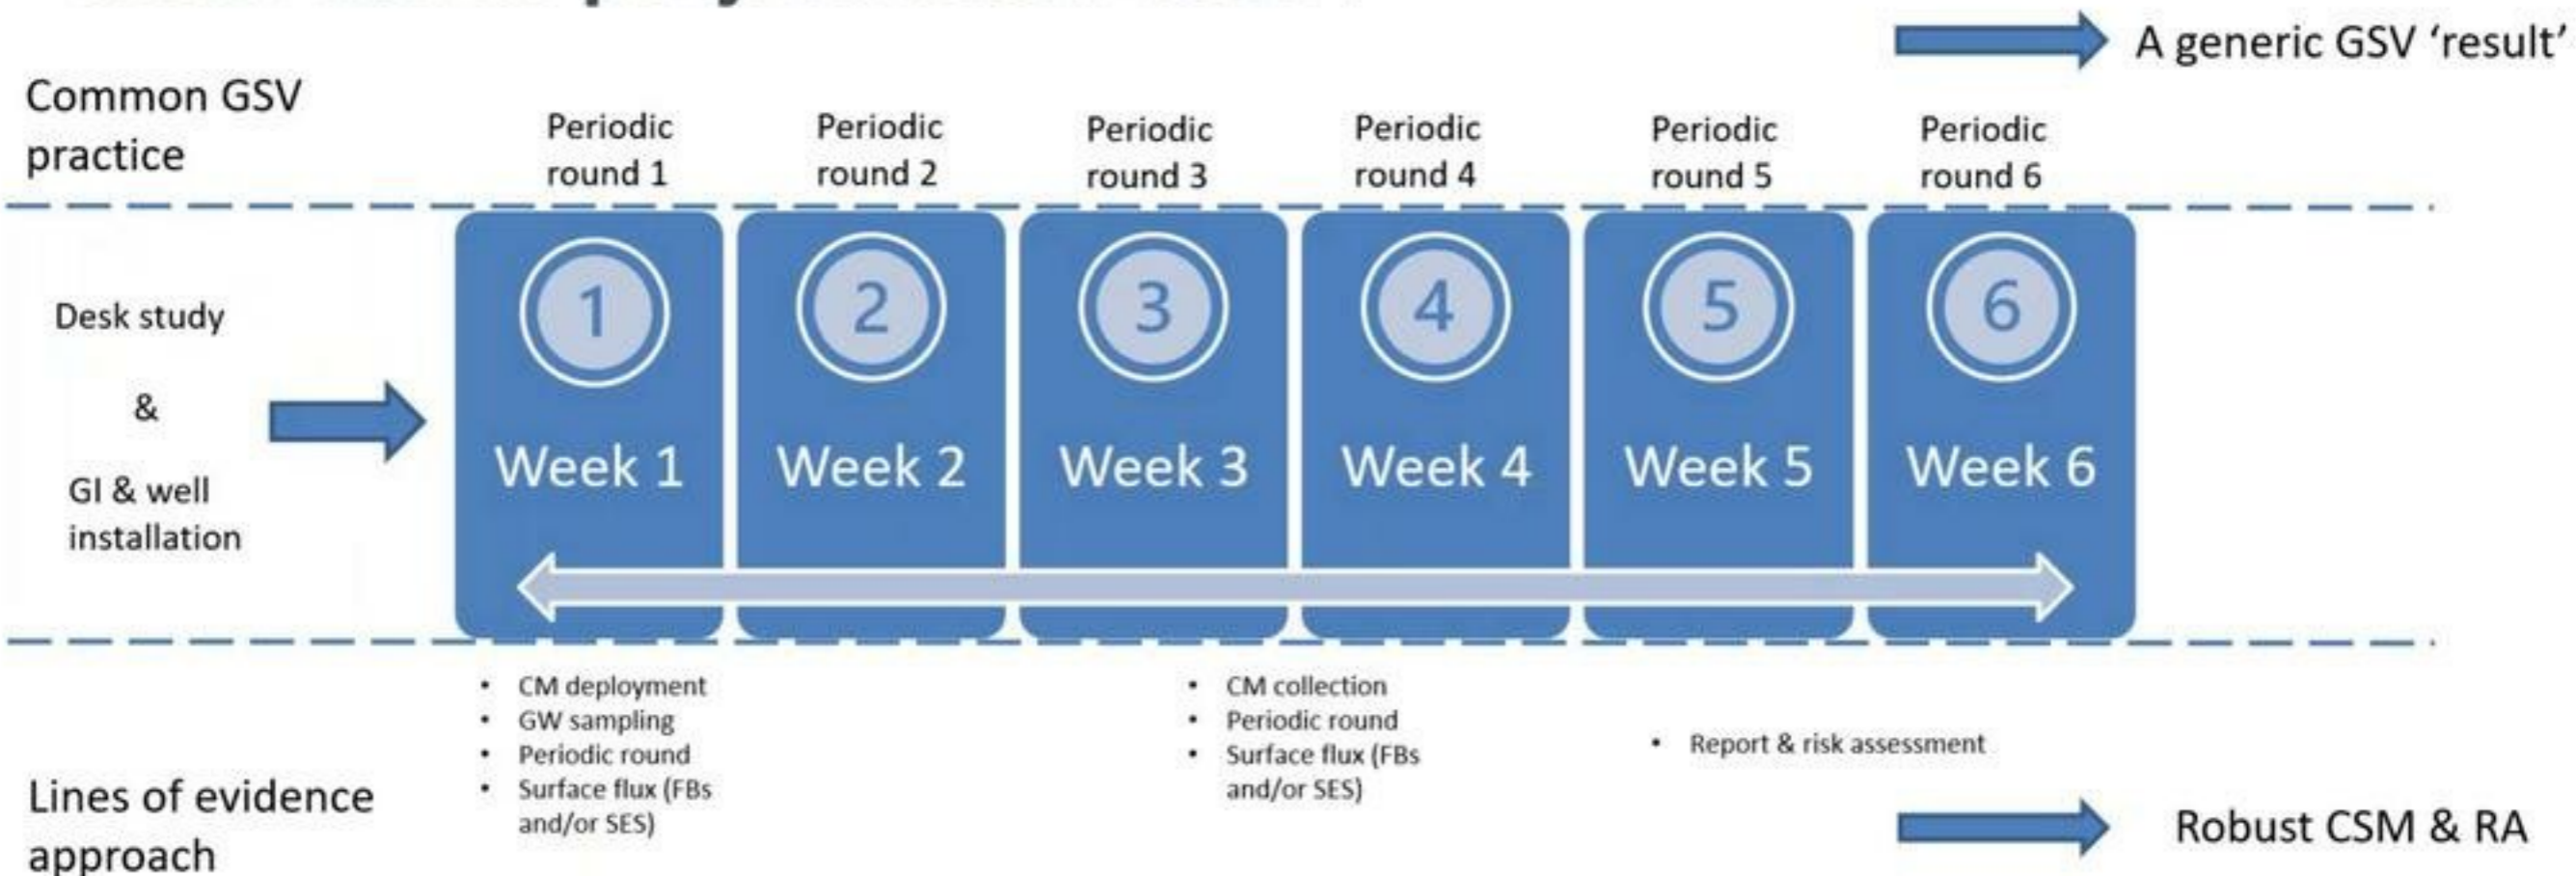 A generic GSV ‘result’
Common GSV
practice
Periodic
round 1
Periodic
round 2
Periodic
round 3
Periodic
round 4
Periodic
round 5
Periodic
round 6
Desk study
&
GI & well
installation
1
Week 1
2
Week 2
3
Week 3
4
Week 4
5
Week 5
6
Week 6
Lines of evidence
approach
• CM deployment
• GW sampling
• Periodic round
• Surface flux (FBs
and/or SES)
• CM collection
• Periodic round
• Surface flux (FBs
and/or SES)
• Report & risk assessment
Robust CSM & RA